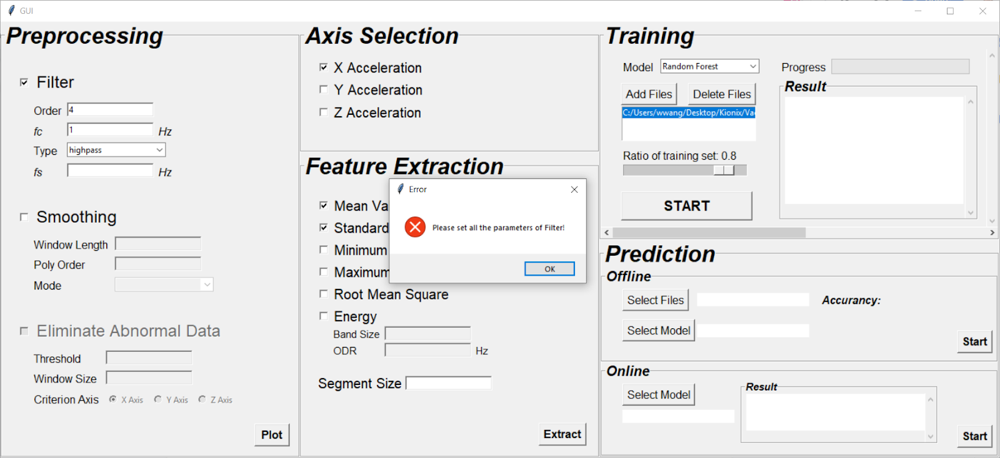 GUI
Preprocessing
Filter
Order 4
fc 1 Hz
Type highpass
fs Hz
Smoothing
Window Length
Poly Order
Mode
Eliminate Abnormal Data
Threshold
Window Size
Criterion Axis X Axis Y Axis Z Axis
Plot
Axis Selection
X Acceleration
Y Acceleration
Z Acceleration
Feature Extraction
Mean Va
Standard
Minimum
Maximum
Root Mean Square
Energy
Band Size
ODR Hz
Segment Size
Extract
Error
Please set all the parameters of Filter!
OK
Training
Model Random Forest
Add Files Delete Files
C:/Users/wwang/Desktop/Kionix/Va
Ratio of training set: 0.8
START
Progress
Result
Prediction
Offline
Select Files Accurancy:
Select Model
Start
Online
Select Model
Result
Start